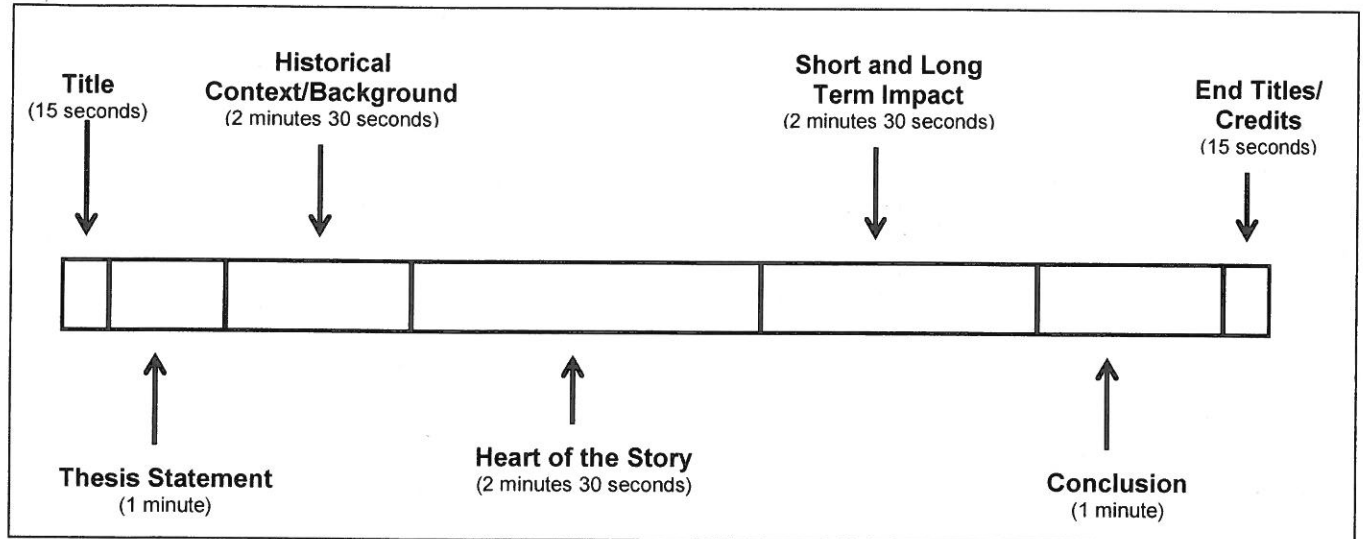 Title
(15 seconds)
Historical
Context/Background
(2 minutes 30 seconds)
Short and Long
Term Impact
(2 minutes 30 seconds)
End Titles/
Credits
(15 seconds)
Thesis Statement
(1 minute)
Heart of the Story
(2 minutes 30 seconds)
Conclusion
(1 minute)